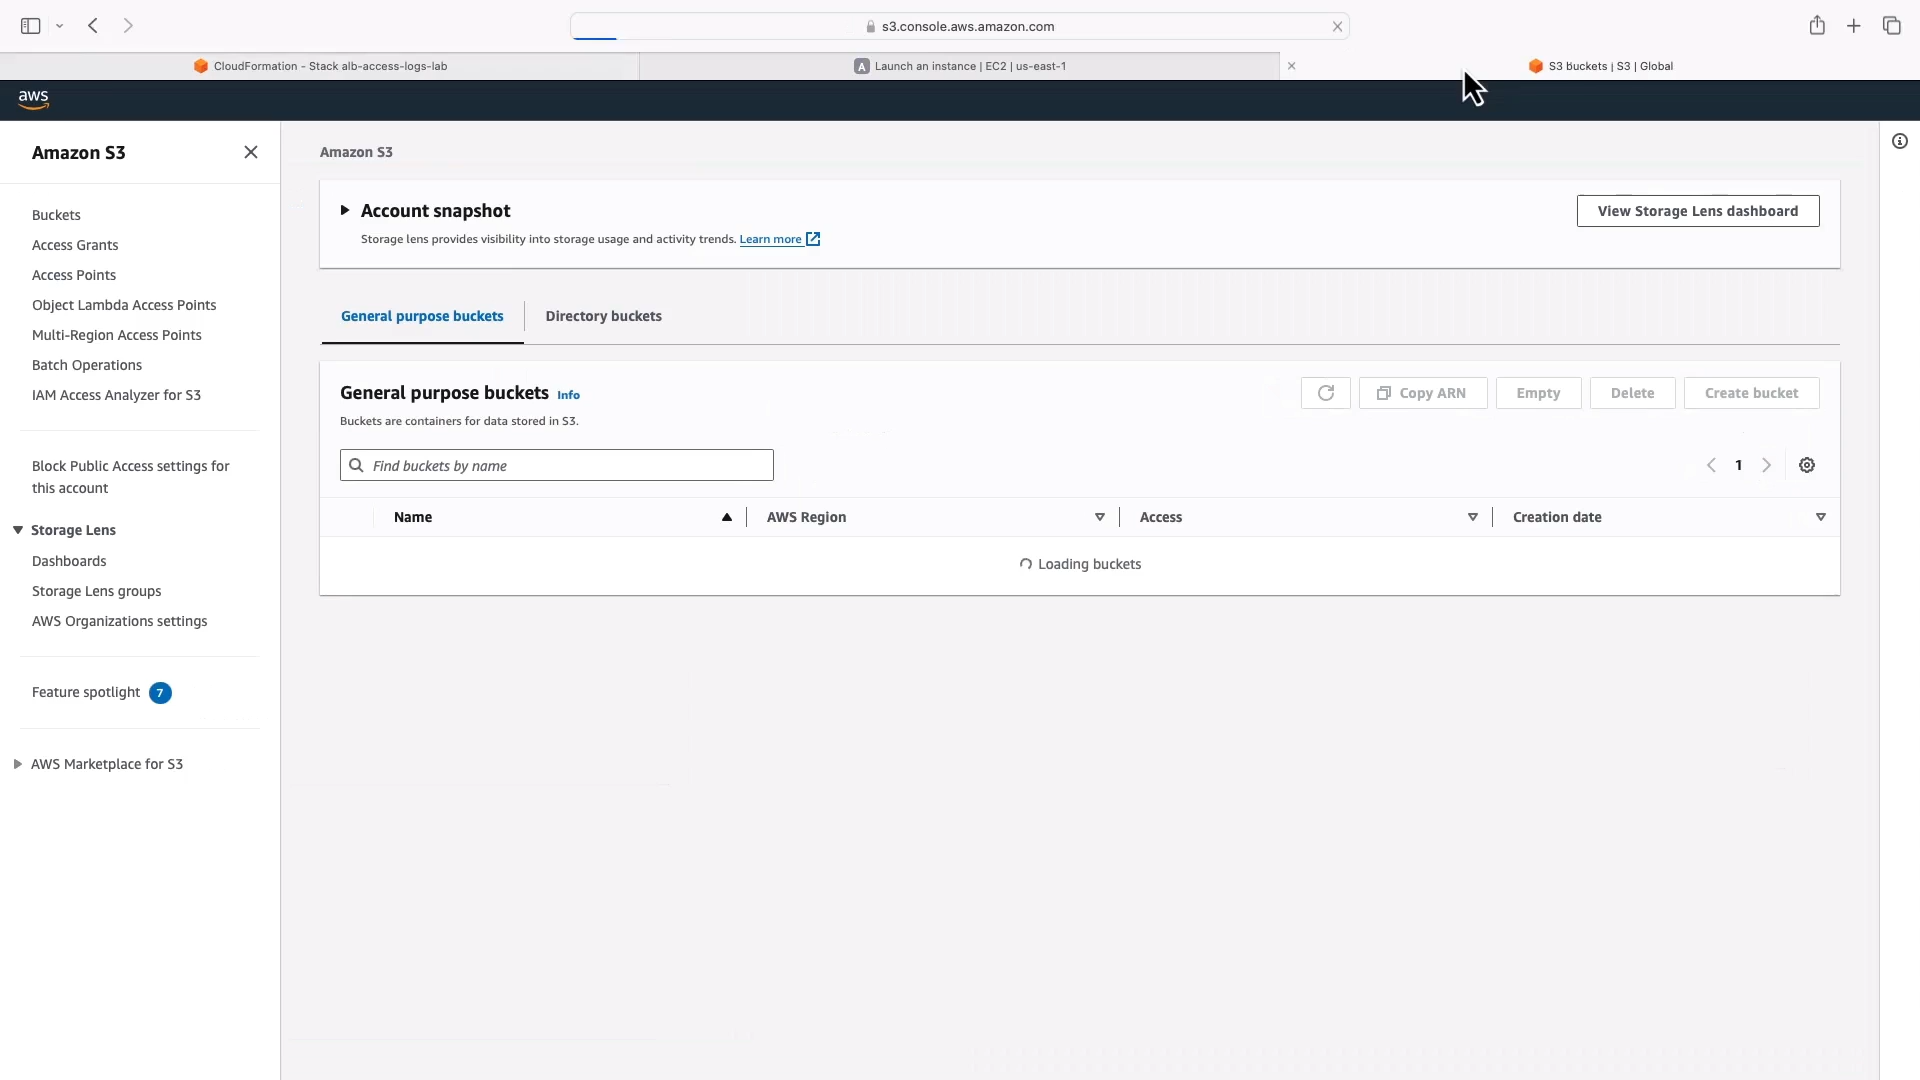 s3.console.aws.amazon.com
CloudFormation - Stack alb-access-logs-lab
A Launch an instance | EC2 | us-east-1
S3 buckets | S3 | Global
aws
Amazon S3
Buckets
Access Grants
Access Points
Object Lambda Access Points
Multi-Region Access Points
Batch Operations
IAM Access Analyzer for S3
Block Public Access settings for
this account
Storage Lens
Dashboards
Storage Lens groups
AWS Organizations settings
Feature spotlight 7
AWS Marketplace for S3
Amazon S3
Account snapshot
View Storage Lens dashboard
Storage lens provides visibility into storage usage and activity trends. Learn more
General purpose buckets
Directory buckets
General purpose buckets Info
Copy ARN
Empty
Delete
Create bucket
Buckets are containers for data stored in S3.
Find buckets by name
1
Name
AWS Region
Access
Creation date
Loading buckets